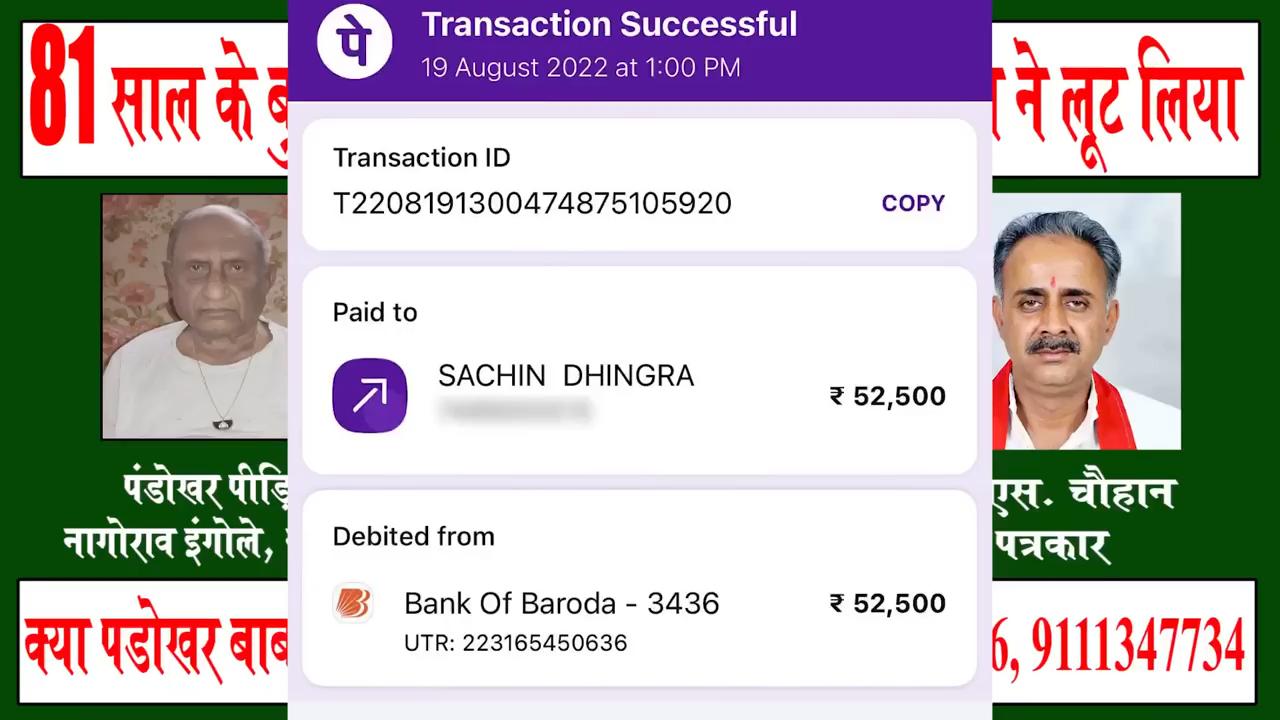 81 साल के
ने लूट लिया
पे
Transaction Successful
19 August 2022 at 1:00 PM
Transaction ID
T2208191300474875105920
COPY
Paid to
SACHIN DHINGRA
₹ 52,500
Debited from
Bank Of Baroda - 3436
₹ 52,500
UTR: 223165450636
पंडोखर
नागोराव इंगोले,
एस. चौहान
पत्रकार
क्या पडोखर
6, 9111347734